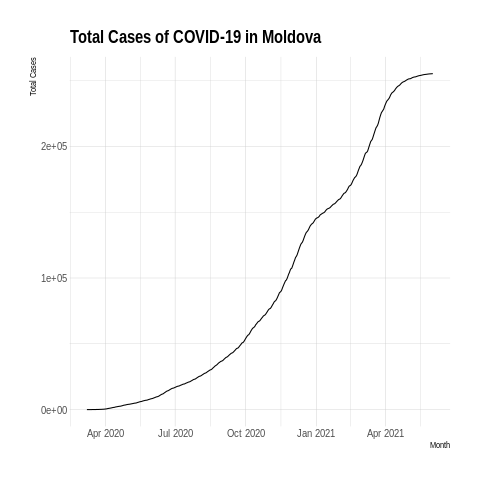 Total Cases of COVID-19 in Moldova
Total Cases
2e+05
1e+05
0e+00
Apr 2020 Jul 2020 Oct 2020 Jan 2021 Apr 2021
Month